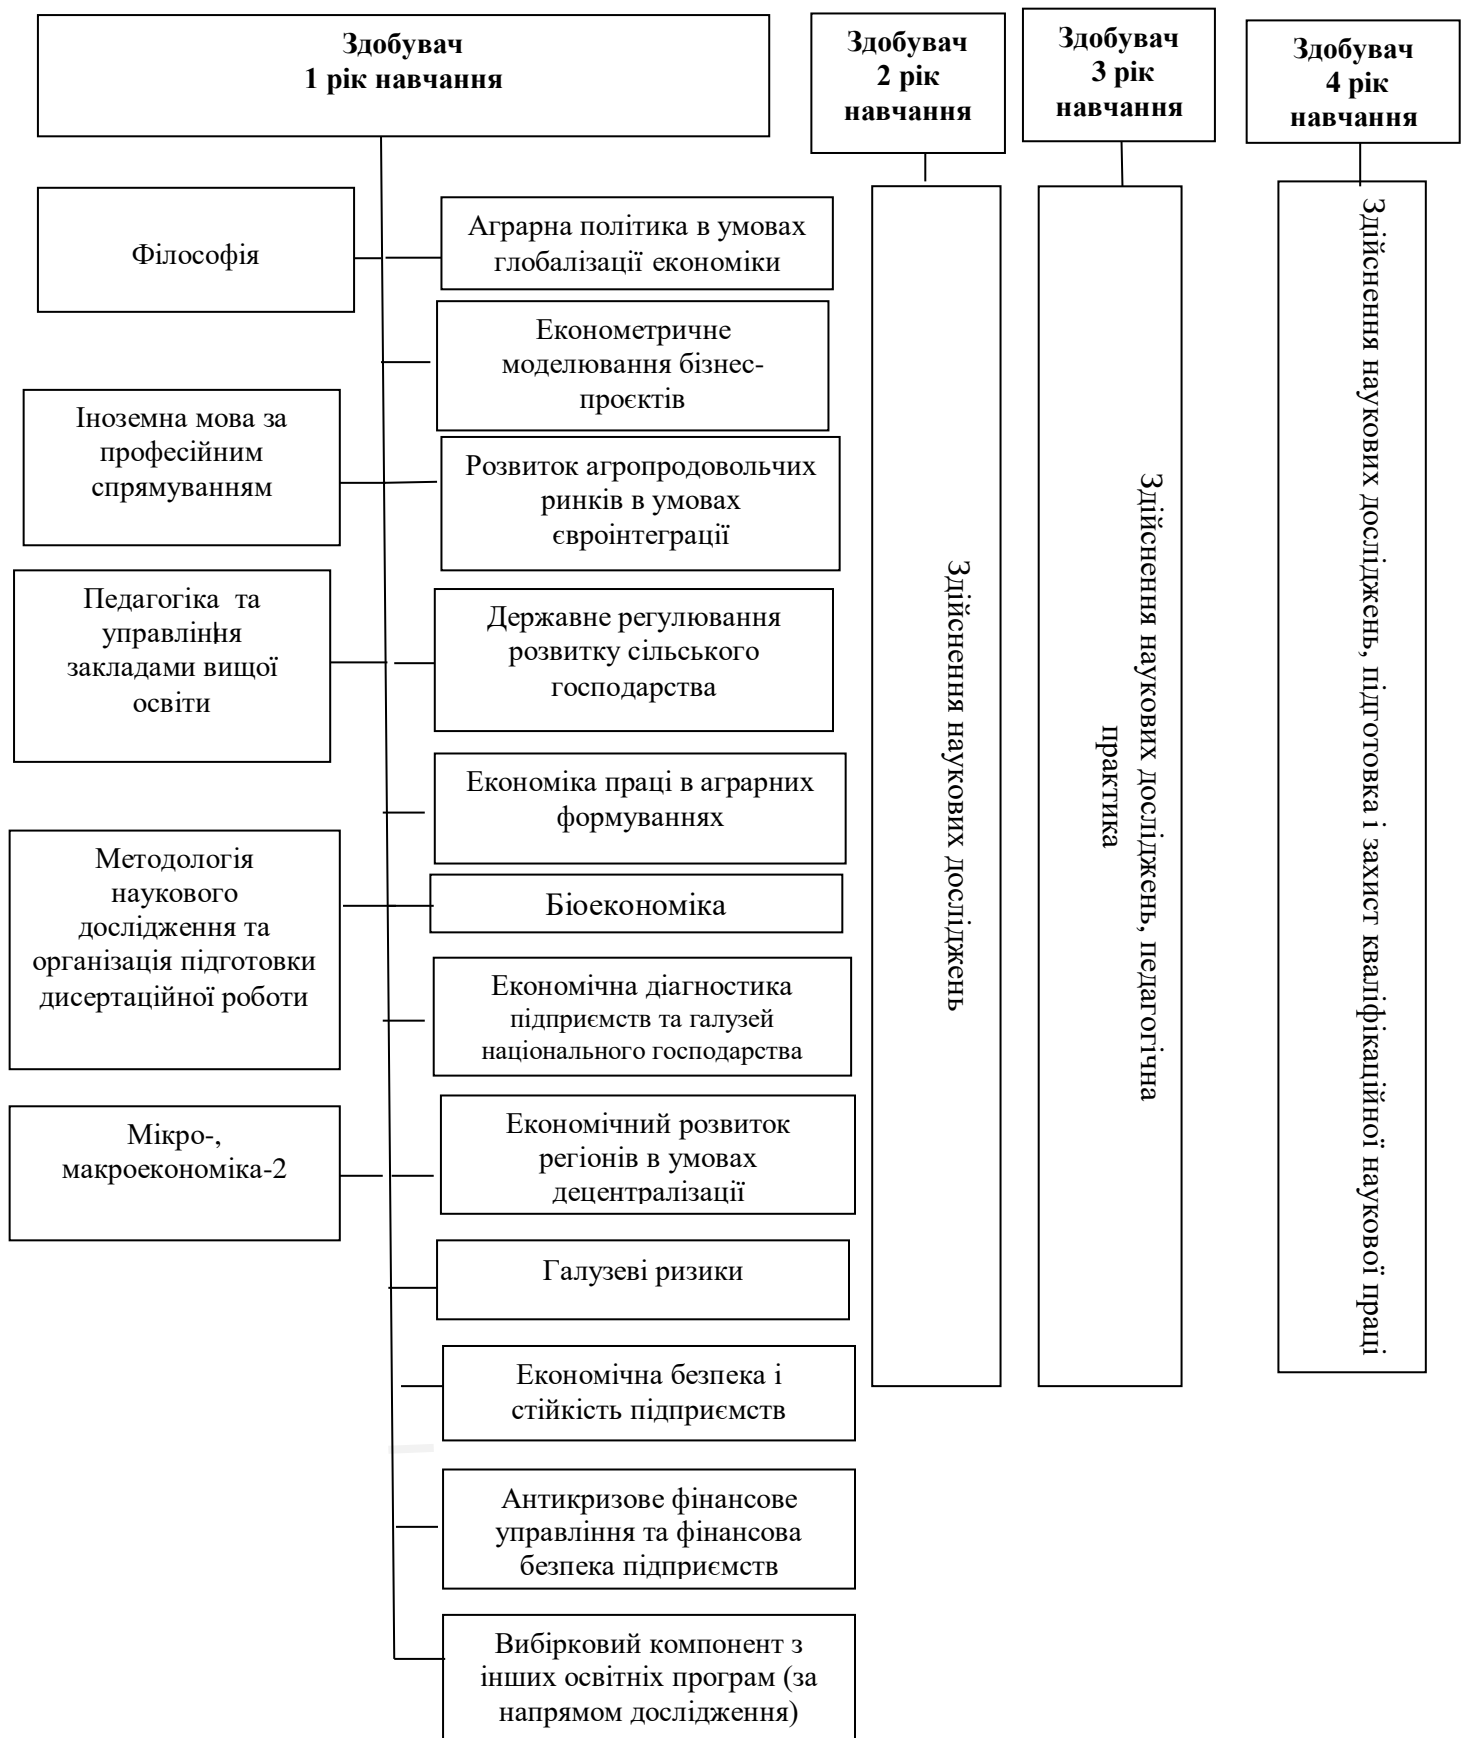 Здобувач
1 рік навчання
Здобувач
2 рік
навчання
Здобувач
3 рік
навчання
Здобувач
4 рік
навчання
Філософія
Іноземна мова за
професійним
спрямуванням
Педагогіка та
управління
закладами вищої
освіти
Методологія
наукового
дослідження та
організація підготовки
дисертаційної роботи
Мікро-,
макроекономіка-2
Аграрна політика в умовах
глобалізації економіки
Економетричне
моделювання бізнес-
проєктів
Розвиток агропродовольчих
ринків в умовах
євроінтеграції
Державне регулювання
розвитку сільського
господарства
Економіка праці в аграрних
формуваннях
Біоекономіка
Економічна діагностика
підприємств та галузей
національного господарства
Економічний розвиток
регіонів в умовах
децентралізації
Галузеві ризики
Економічна безпека і
стійкість підприємств
Антикризове фінансове
управління та фінансова
безпека підприємств
Вибірковий компонент з
інших освітніх програм (за
напрямом дослідження)
Здійснення наукових досліджень
Здійснення наукових досліджень, педагогічна
практика
Здійснення наукових досліджень, підготовка і захист кваліфікаційної наукової праці